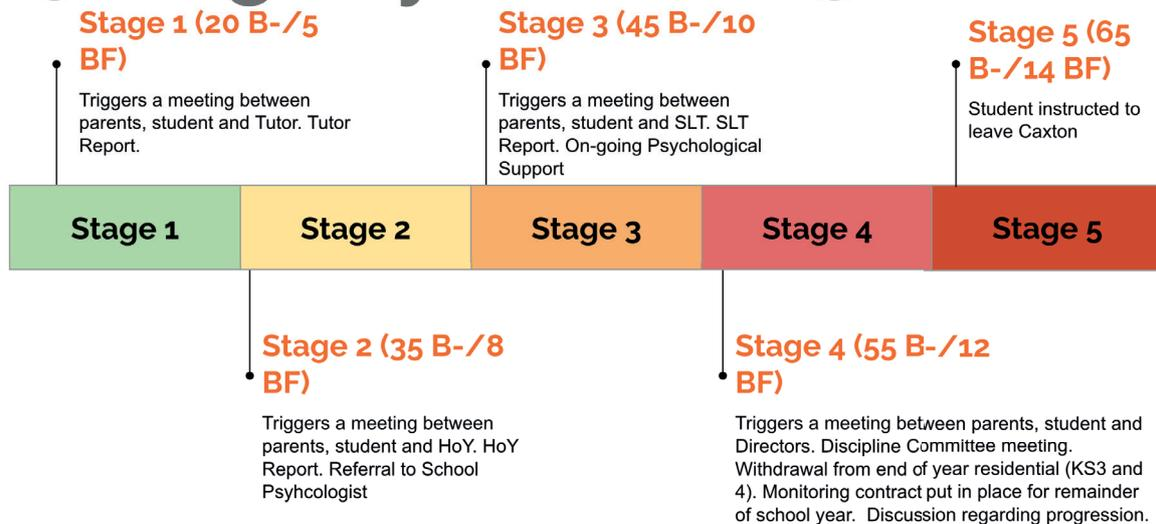 Stage 1 (20 B-/5
BF)
Triggers a meeting between
parents, student and Tutor. Tutor
Report.
Stage 3 (45 B-/10
BF)
Triggers a meeting between
parents, student and SLT. SLT
Report. On-going Psychological
Support
Stage 5 (65
B-/14 BF)
Student instructed to
leave Caxton
Stage 1
Stage 2
Stage 3
Stage 4
Stage 5
Stage 2 (35 B-/8
BF)
Triggers a meeting between
parents, student and HoY. HoY
Report. Referral to School
Psyhcologist
Stage 4 (55 B-/12
BF)
Triggers a meeting between parents, student and
Directors. Discipline Committee meeting.
Withdrawal from end of year residential (KS3 and
4). Monitoring contract put in place for remainder
of school year. Discussion regarding progression.